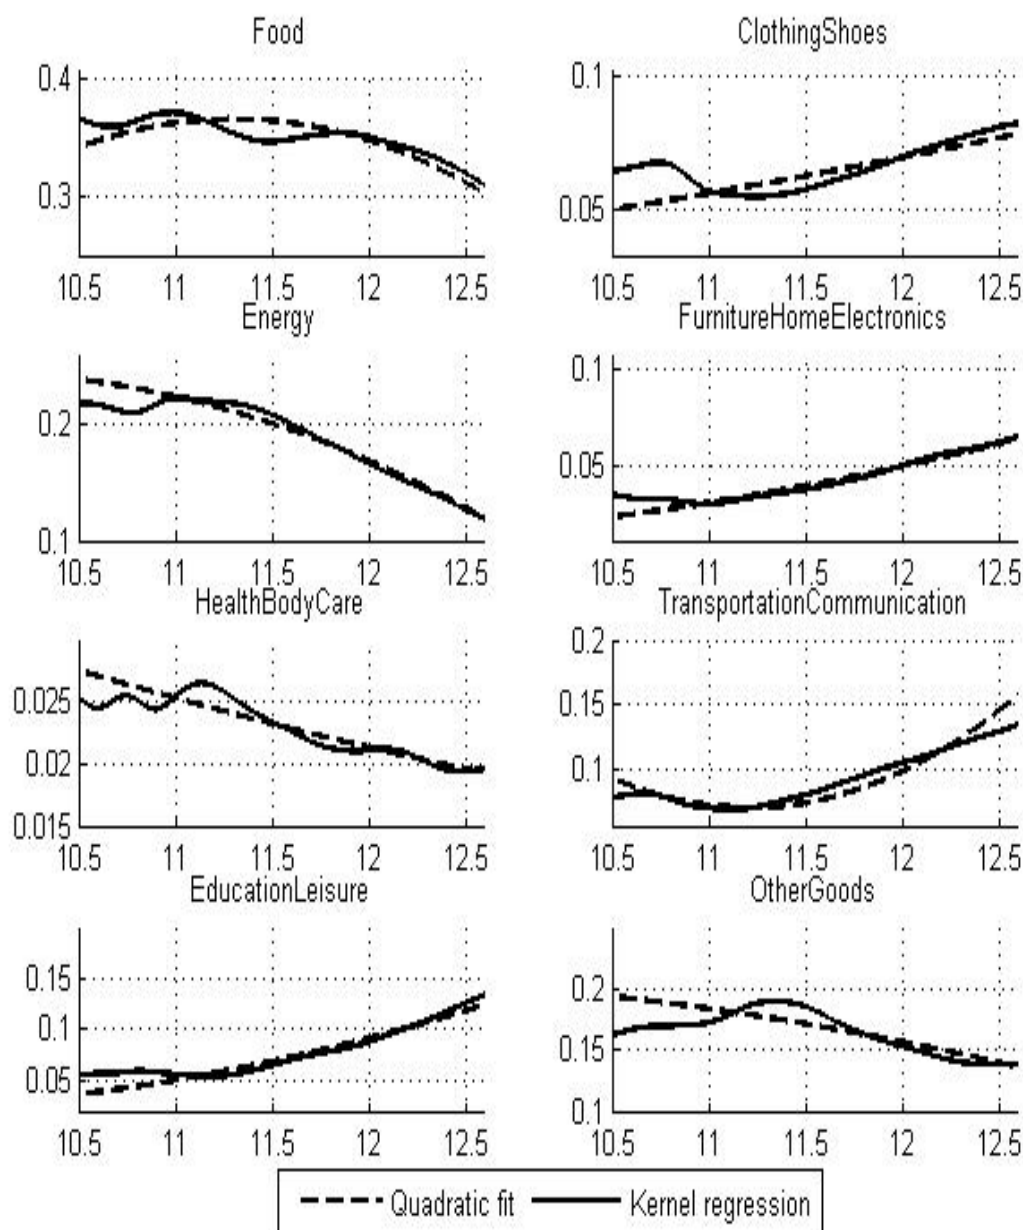 Food
ClothingShoes
0.4
0.3
10.5 11 11.5 12 12.5
0.1
0.05
10.5 11 11.5 12 12.5
Energy
FurnitureHomeElectronics
0.2
0.1
10.5 11 11.5 12 12.5
0.1
0.05
10.5 11 11.5 12 12.5
HealthBodyCare
TransportationCommunication
0.025
0.02
0.015
10.5 11 11.5 12 12.5
0.2
0.15
0.1
10.5 11 11.5 12 12.5
EducationLeisure
OtherGoods
0.15
0.1
0.05
10.5 11 11.5 12 12.5
0.2
0.15
0.1
10.5 11 11.5 12 12.5
Quadratic fit Kernel regression